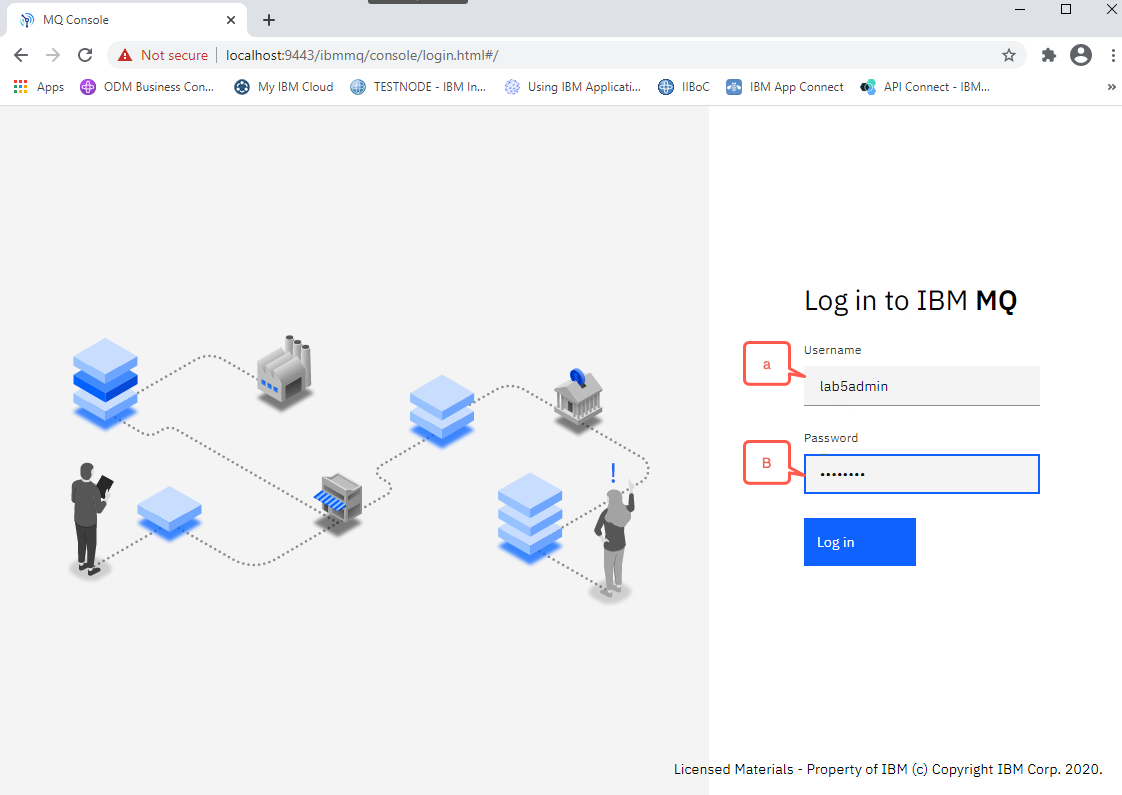 MQ Console
Not secure | localhost:9443/ibmmq/console/login.html#/
Apps ODM Business Con... My IBM Cloud TESTNODE - IBM In... Using IBM Applicati... IIBoC IBM App Connect API Connect - IBM... »
Log in to IBM MQ
a
Username
lab5admin
Password
B
••••••••
Log in
!
Licensed Materials - Property of IBM (c) Copyright IBM Corp. 2020.